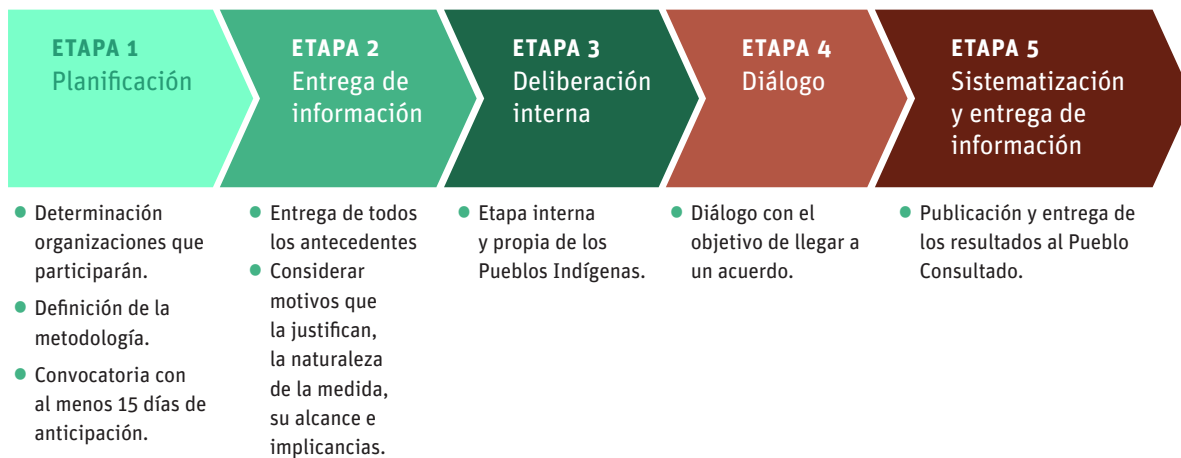 ETAPA 1
Planificación
ETAPA 2
Entrega de
información
ETAPA 3
Deliberación
interna
ETAPA 4
Diálogo
ETAPA 5
Sistematización
y entrega de
información
• Determinación
organizaciones que
participarán.
• Definición de la
metodología.
• Convocatoria con
al menos 15 días de
anticipación.
• Entrega de todos
los antecedentes
• Considerar
motivos que
la justifican,
la naturaleza
de la medida,
su alcance e
implicancias.
• Etapa interna
y propia de los
Pueblos Indígenas.
• Diálogo con el
objetivo de llegar a
un acuerdo.
• Publicación y entrega de
los resultados al Pueblo
Consultado.